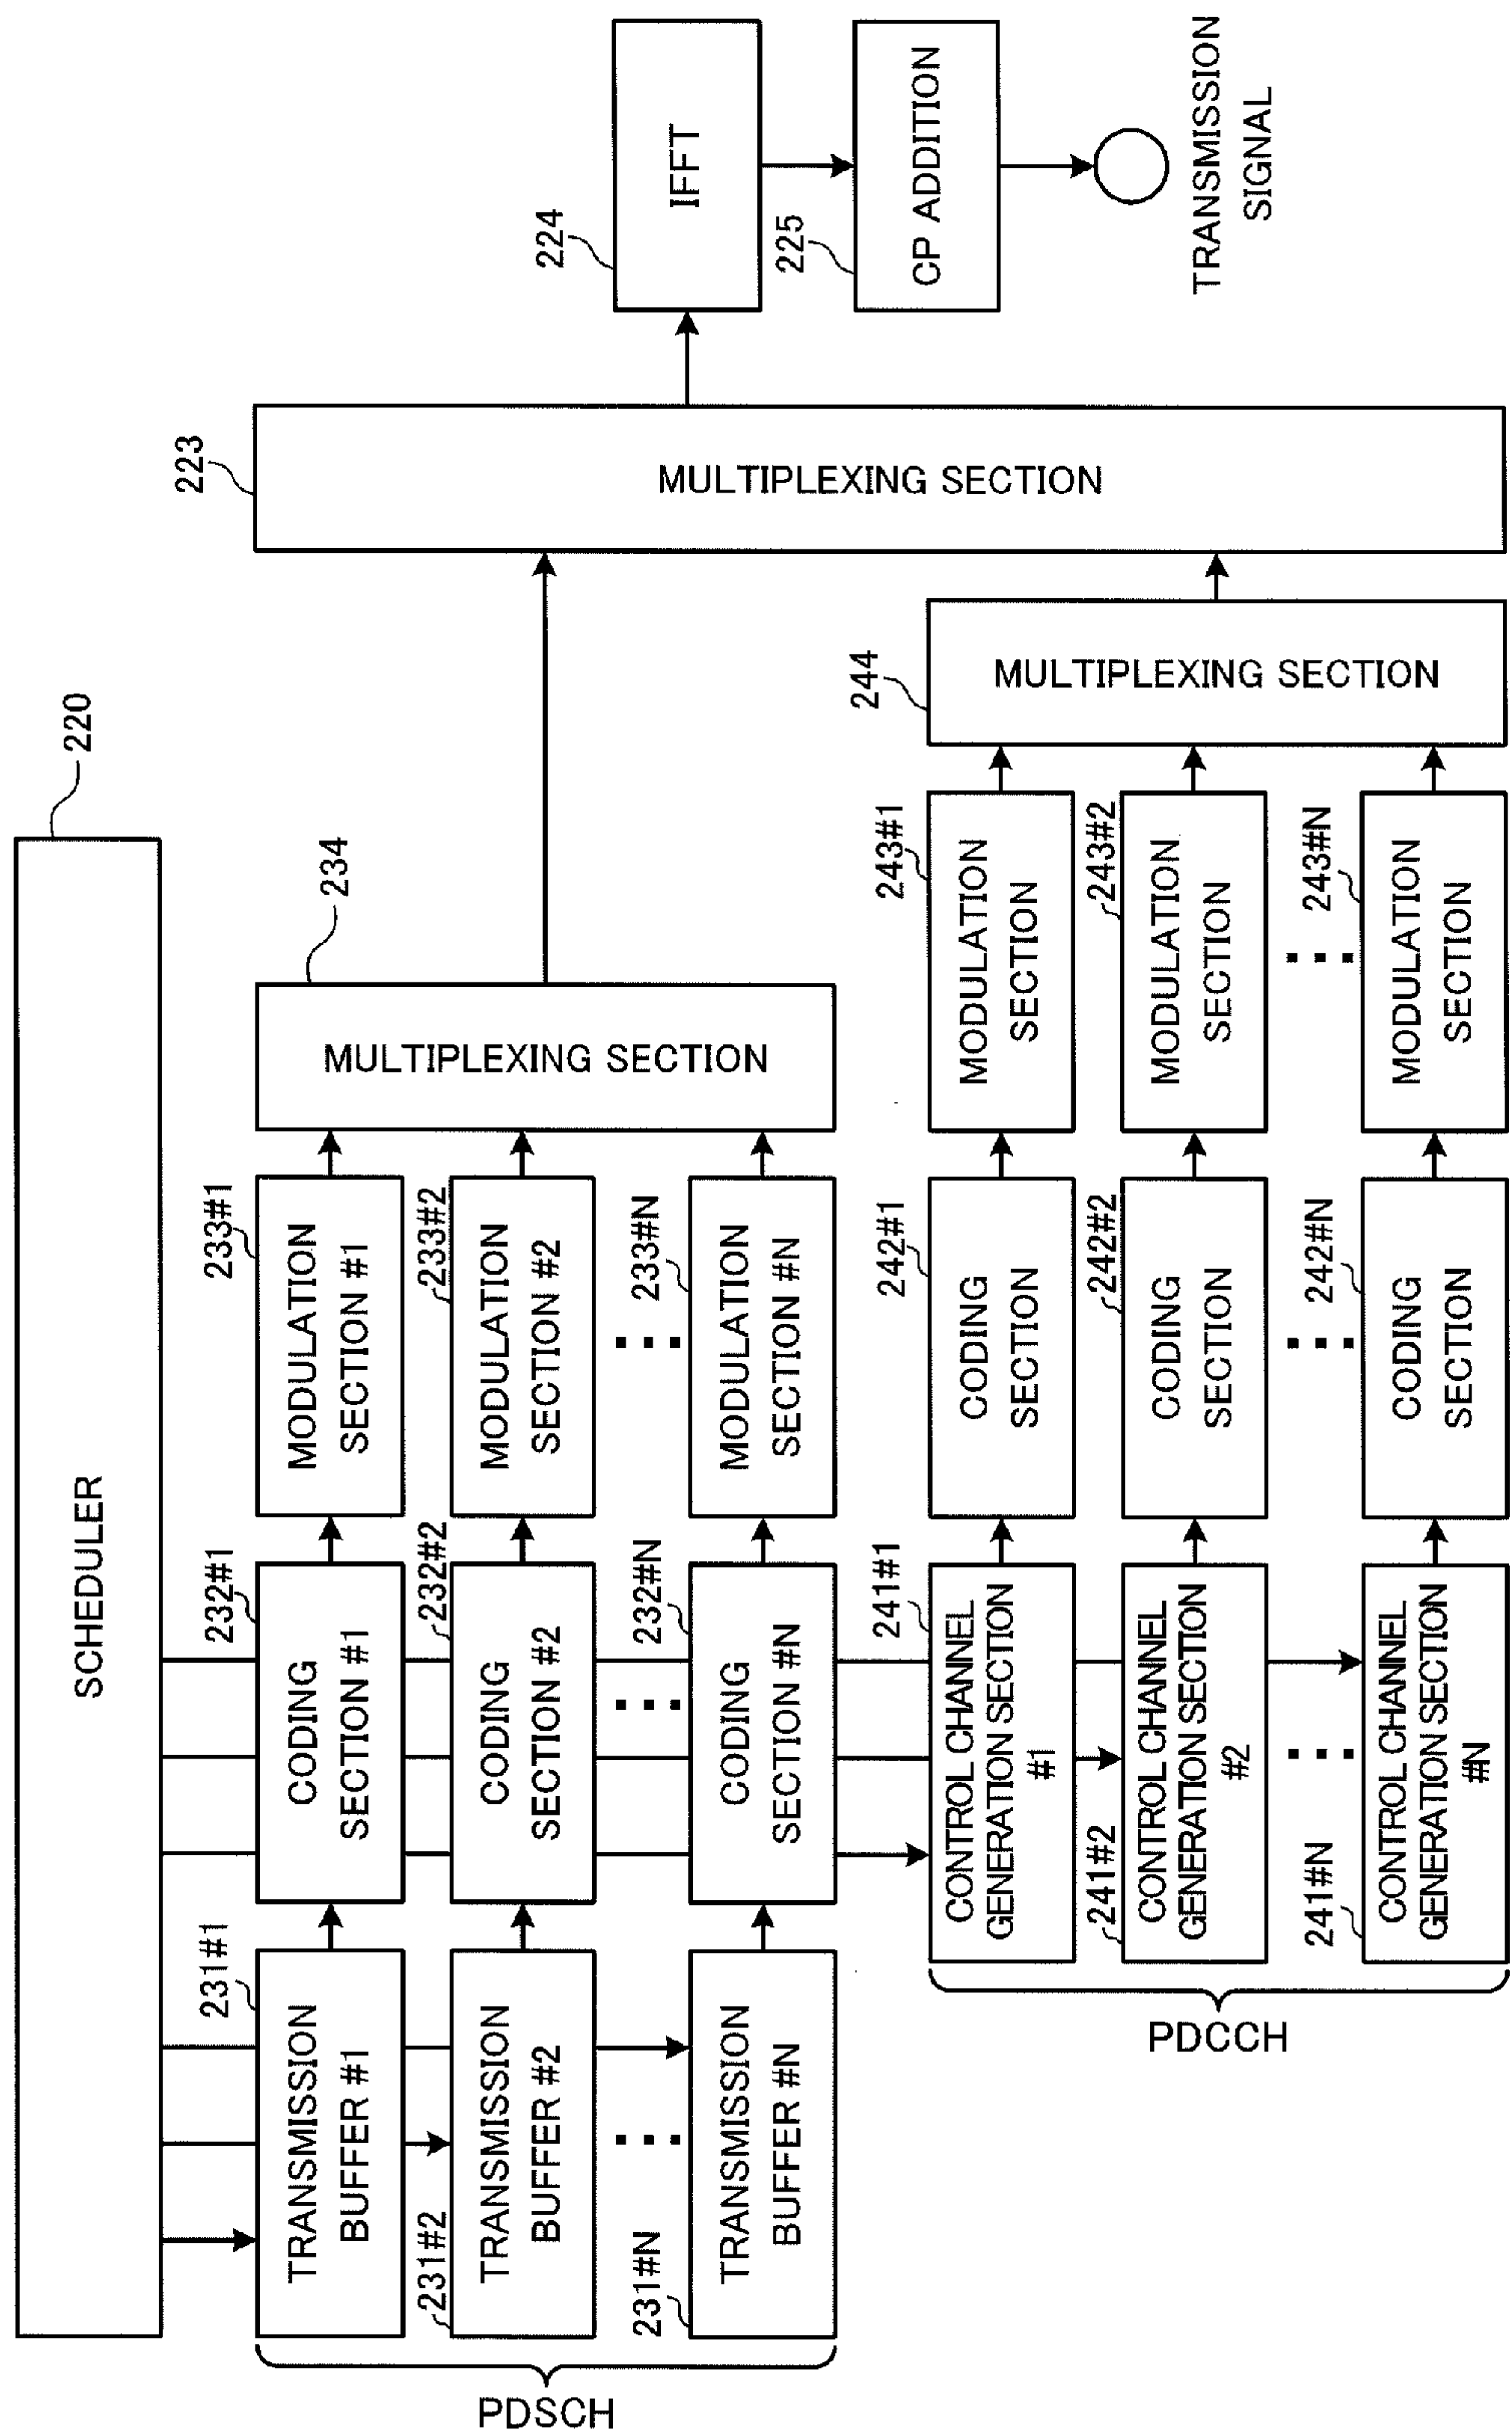 SCHEDULER
220
231#1
TRANSMISSION
BUFFER #1
232#1
CODING
SECTION #1
233#1
MODULATION
SECTION #1
231#2
TRANSMISSION
BUFFER #2
232#2
CODING
SECTION #2
233#2
MODULATION
SECTION #2
231#N
TRANSMISSION
BUFFER #N
232#N
CODING
SECTION #N
233#N
MODULATION
SECTION #N
PDSCH
234
MULTIPLEXING SECTION
241#1
CONTROL CHANNEL
GENERATION SECTION
#1
242#1
CODING
SECTION
243#1
MODULATION
SECTION
241#2
CONTROL CHANNEL
GENERATION SECTION
#2
242#2
CODING
SECTION
243#2
MODULATION
SECTION
241#N
CONTROL CHANNEL
GENERATION SECTION
#N
242#N
CODING
SECTION
243#N
MODULATION
SECTION
PDCCH
244
MULTIPLEXING SECTION
223
MULTIPLEXING SECTION
224
IFFT
225
CP ADDITION
TRANSMISSION
SIGNAL